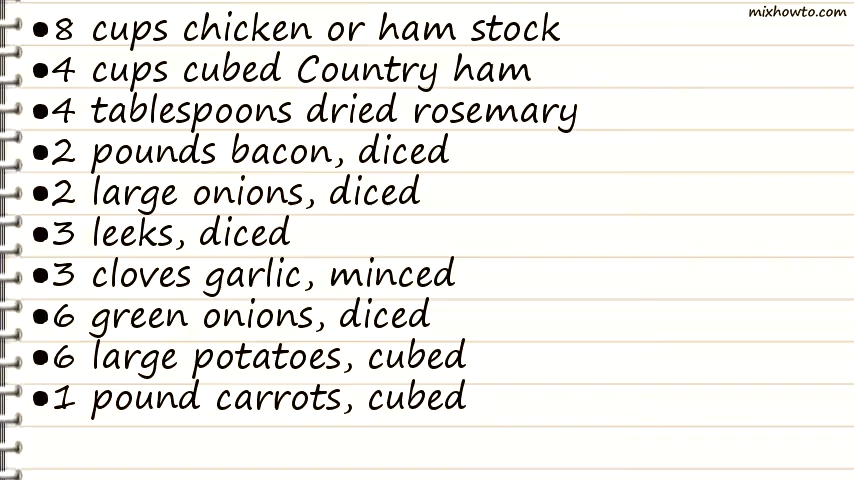 mixhowto.com
•8 cups chicken or ham stock
•4 cups cubed Country ham
•4 tablespoons dried rosemary
•2 pounds bacon, diced
•2 large onions, diced
•3 leeks, diced
•3 cloves garlic, minced
•6 green onions, diced
•6 large potatoes, cubed
•1 pound carrots, cubed